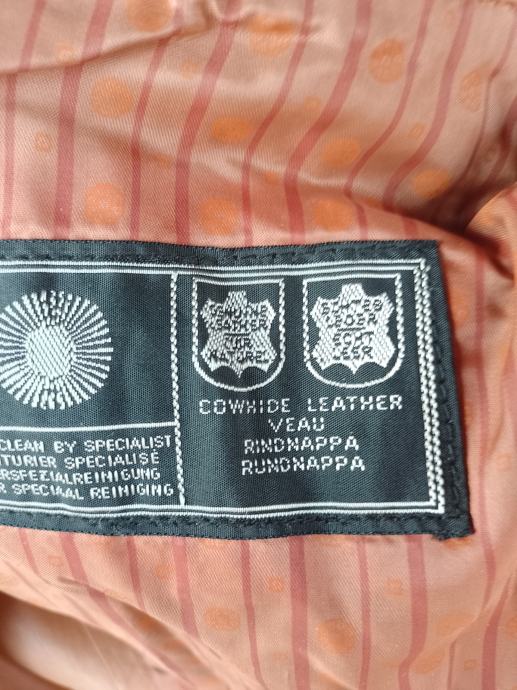 GENUINE
LEATHER
CUIR
NATUREL
ECHTES
LEDER
ECHT
LEER
COWHIDE LEATHER
VEAU
RINDNAPPA
RUNDNAPPA
CLEAN BY SPECIALIST
TURIER SPECIALISÉ
RSPEZIALREINIGUNG
R SPECIAAL REINIGING